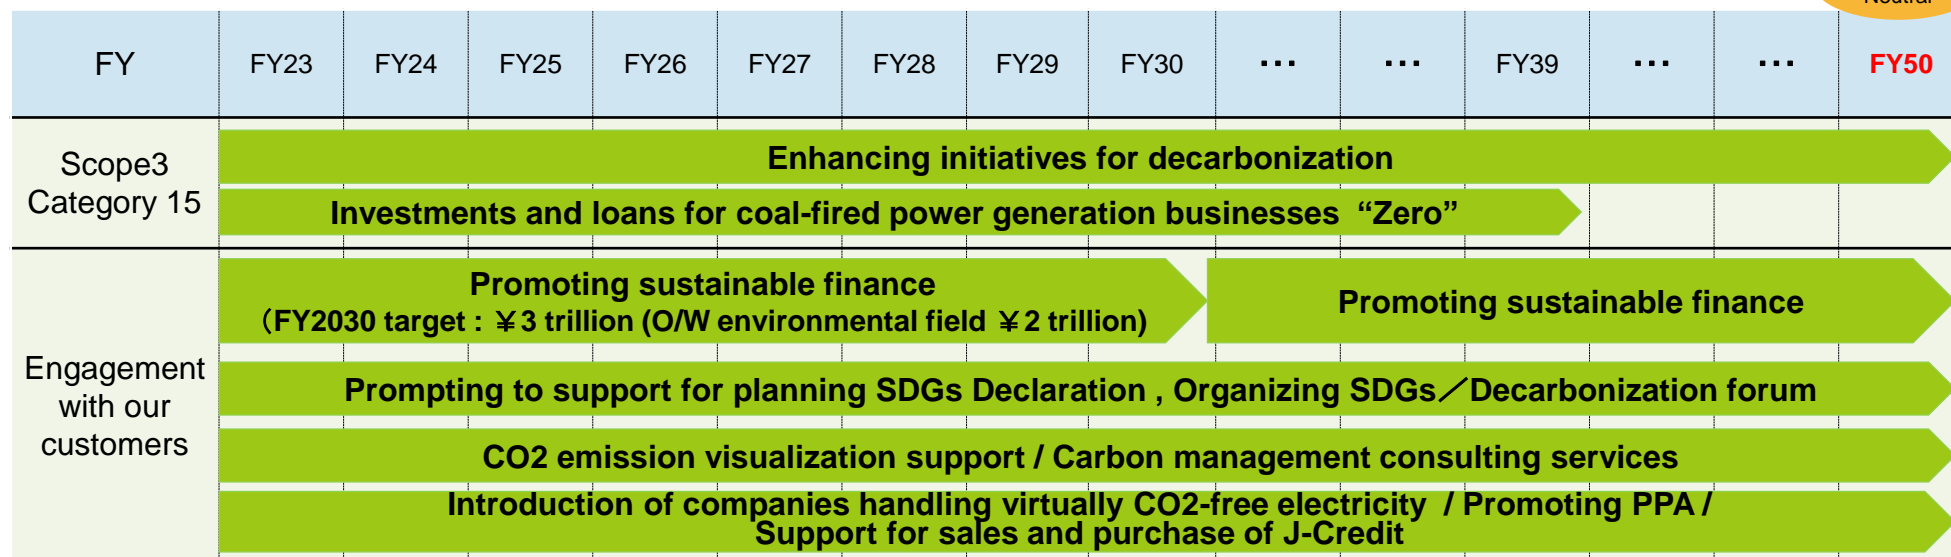 Neutral
FY FY23 FY24 FY25 FY26 FY27 FY28 FY29 FY30 ... ... FY39 ... ... FY50
Scope3
Category 15
Enhancing initiatives for decarbonization
Investments and loans for coal-fired power generation businesses “Zero”
Engagement
with our
customers
Promoting sustainable finance
（FY2030 target : ￥3 trillion (O/W environmental field ￥2 trillion)
Promoting sustainable finance
Prompting to support for planning SDGs Declaration , Organizing SDGs／Decarbonization forum
CO2 emission visualization support / Carbon management consulting services
Introduction of companies handling virtually CO2-free electricity / Promoting PPA /
Support for sales and purchase of J-Credit